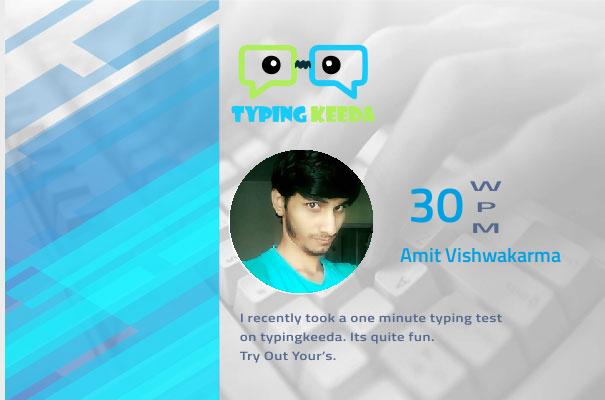 TYPING KEEDA
30
W
P
M
Amit Vishwakarma
I recently took a one minute typing test
on typingkeeda. Its quite fun.
Try Out Your's.